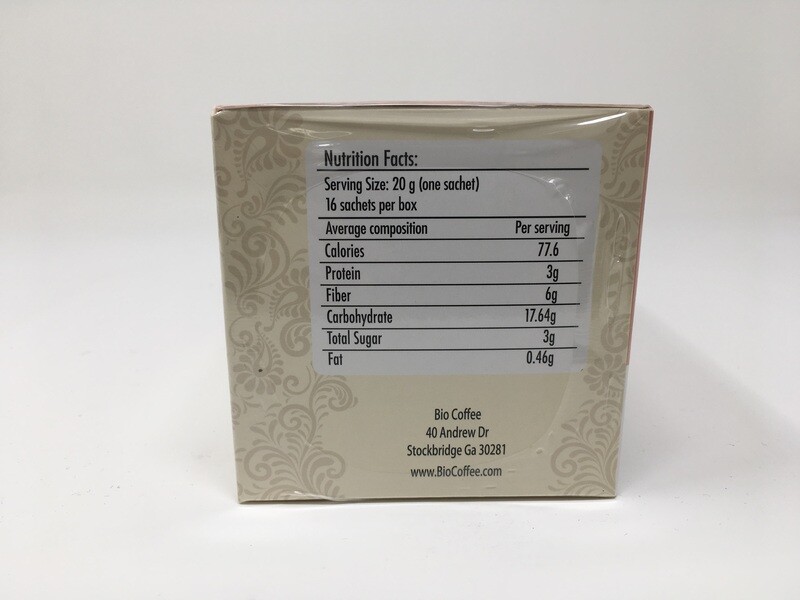 Nutrition Facts:
Serving Size: 20 g (one sachet)
16 sachets per box
Average composition Per serving
Calories 77.6
Protein 3g
Fiber 6g
Carbohydrate 17.64g
Total Sugar 3g
Fat 0.46g
Bio Coffee
40 Andrew Dr
Stockbridge Ga 30281
www.BioCoffee.com